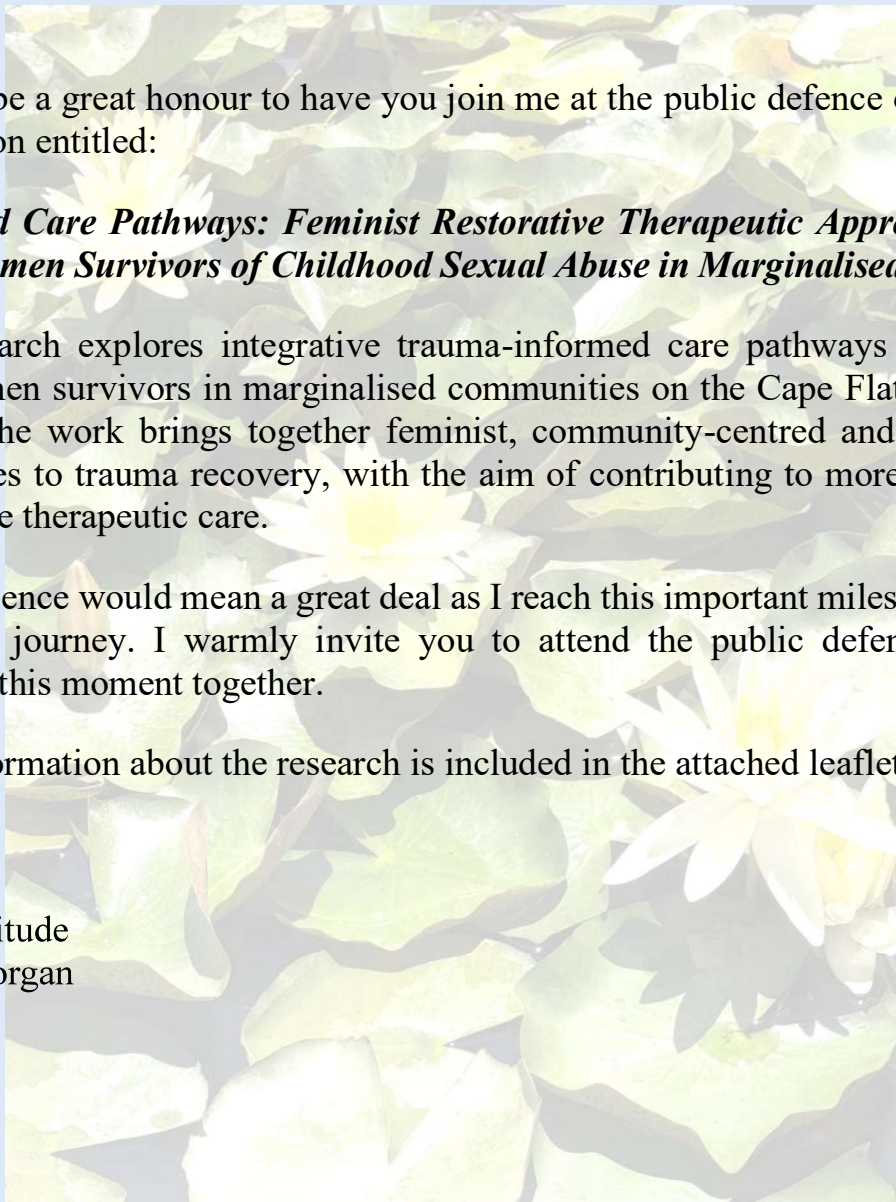 be a great honour to have you join me at the public defence
on entitled:
d Care Pathways: Feminist Restorative Therapeutic Appr
men Survivors of Childhood Sexual Abuse in Marginalised
arch explores integrative trauma-informed care pathways
nen survivors in marginalised communities on the Cape Flat
he work brings together feminist, community-centred and
es to trauma recovery, with the aim of contributing to more
e therapeutic care.
ence would mean a great deal as I reach this important miles
journey. I warmly invite you to attend the public defen
this moment together.
ormation about the research is included in the attached leaflet
itude
organ